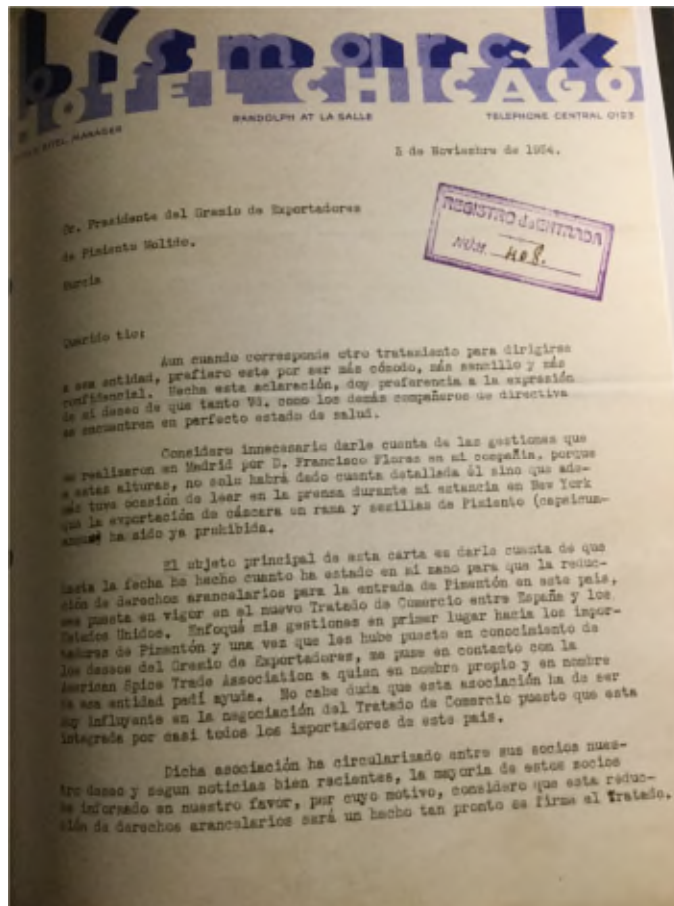 bismarck
HOTEL CHICAGO
RANDOLPH AT LA SALLE
TELEPHONE CENTRAL 0123
MANAGER
2 de Noviembre de 1934.
REGISTRO de ENTRADA
NÚM. 408.
Sr. Presidente del Gremio de Exportadores
de Pimiento Molido.
Murcia
Querido tio:
Aun cuando corresponde otro tratamiento para dirigirse
a esa entidad, prefiero este por ser más cómodo, más sencillo y más
confidencial. Hecha esta aclaración, doy preferencia a la expresión
de mi deseo de que tanto Vd. como los demás compañeros de directiva
se encuentren en perfecto estado de salud.
Considero innecesario darle cuenta de las gestiones que
se realizaron en Madrid por D. Francisco Flores en mi compañia, porque
a estas alturas, no solo habrá dado cuenta detallada él sino que ade-
más tuve ocasión de leer en la prensa durante mi estancia en New York
que la exportación de cáscara en rama y semillas de Pimiento (capsicum-
ha sido ya prohibida.
El objeto principal de esta carta es darle cuenta de que
hasta la fecha he hecho cuanto ha estado en mi mano para que la reduc-
ción de derechos arancelarios para la entrada de Pimentón en este pais,
sea puesta en vigor en el nuevo Tratado de Comercio entre España y los
Estados Unidos. Enfoqué mis gestiones en primer lugar hacia los impor-
tadores de Pimentón y una vez que les hube puesto en conocimiento de
los deseos del Gremio de Exportadores, me puse en contacto con la
American Spice Trade Association a quien en nombre propio y en nombre
de esa entidad pedí ayuda. No cabe duda que esta asociación ha de ser
muy influyente en la negociación del Tratado de Comercio puesto que esta
integrada por casi todos los importadores de este pais.
Dicha asociación ha circularizado entre sus socios nues-
tro deseo y segun noticias bien recientes, la mayoria de estos socios
ha informado en nuestro favor, por cuyo motivo, considero que esta reduc-
ción de derechos arancelarios será un hecho tan pronto se firme el Tratado.